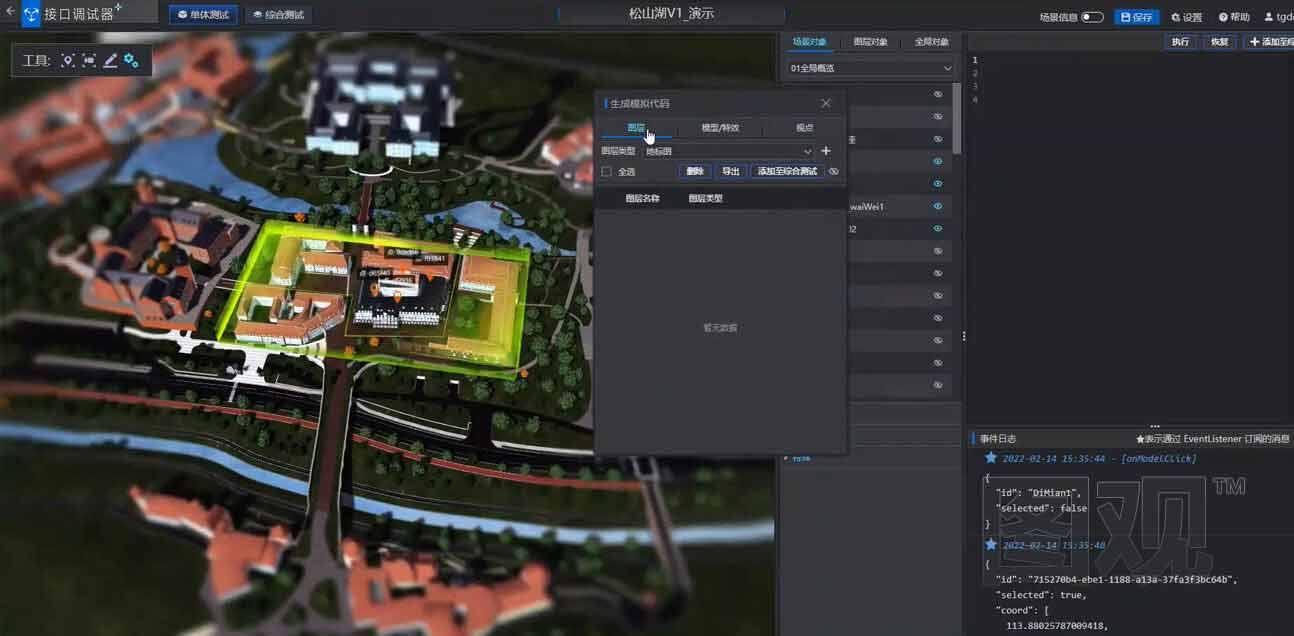 接口调试器
单体测试
综合测试
松山湖V1_演示
场景信息
保存
设置
帮助
工具:
场景对象
图层对象
全局对象
执行
恢复
01全局概览
生成模拟代码
图层
模型/特效
视点
图层类型
地标图
全选
删除
导出
添加至综合测试
图层名称
图层类型
暂无数据
waiWei1
1
2
3
4
事件日志
★表示通过 EventListener 订阅的消息
2022-02-14 15:35:44 - [onModelClick]
{
"id": "DiMian1",
"selected": false
}
2022-02-14 15:35:48
{
"id": "715270b4-ebe1-1188-a13a-37fa3f3bc64b",
"selected": true,
"coord": [
113.88025787009418,
图观™